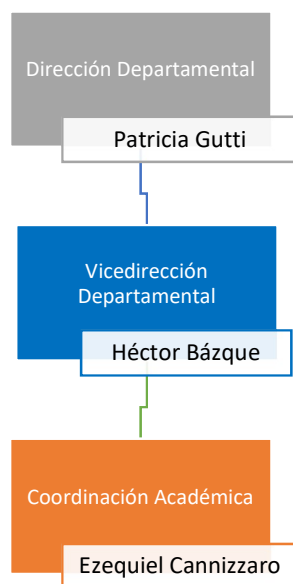 Dirección Departamental
Patricia Gutti
Vicedirección
Departamental
Héctor Bázque
Coordinación Académica
Ezequiel Cannizzaro